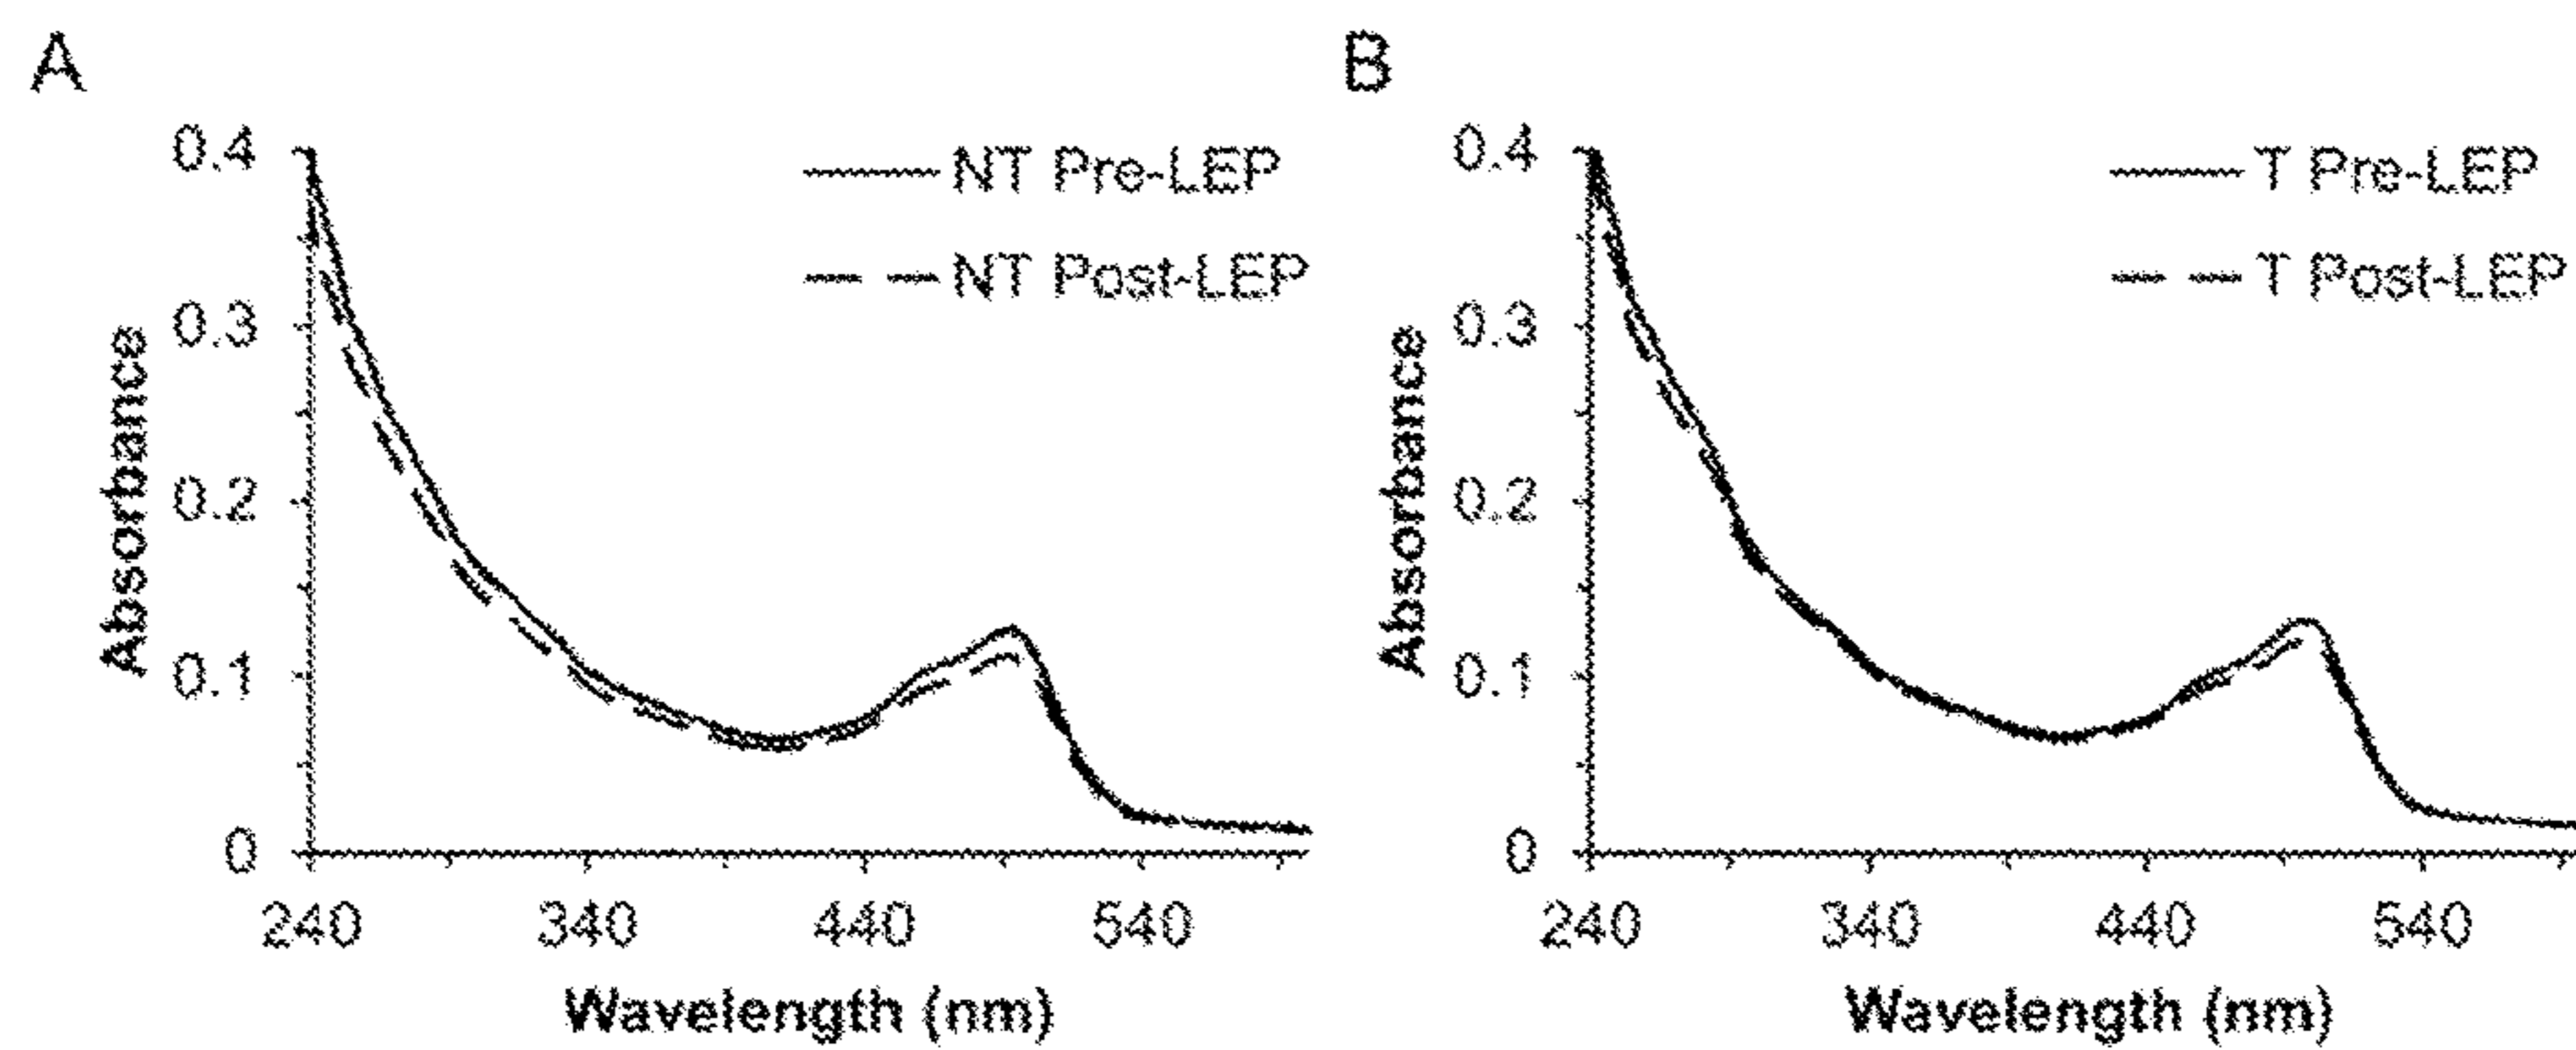 A
0.4
0.3
0.2
0.1
0
Absorbance
NT Pre-LEP
NT Post-LEP
240 340 440 540
Wavelength (nm)
B
0.4
0.3
0.2
0.1
0
Absorbance
T Pre-LEP
T Post-LEP
240 340 440 540
Wavelength (nm)